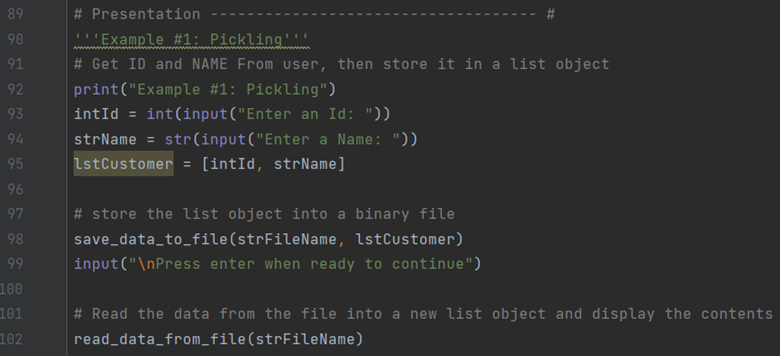 89 # Presentation ----------------------------------- #
90 '''Example #1: Pickling'''
91 # Get ID and NAME From user, then store it in a list object
92 print("Example #1: Pickling")
93 intId = int(input("Enter an Id: "))
94 strName = str(input("Enter a Name: "))
95 lstCustomer = [intId, strName]
96
97 # store the list object into a binary file
98 save_data_to_file(strFileName, lstCustomer)
99 input("\nPress enter when ready to continue")
100
101 # Read the data from the file into a new list object and display the contents
102 read_data_from_file(strFileName)